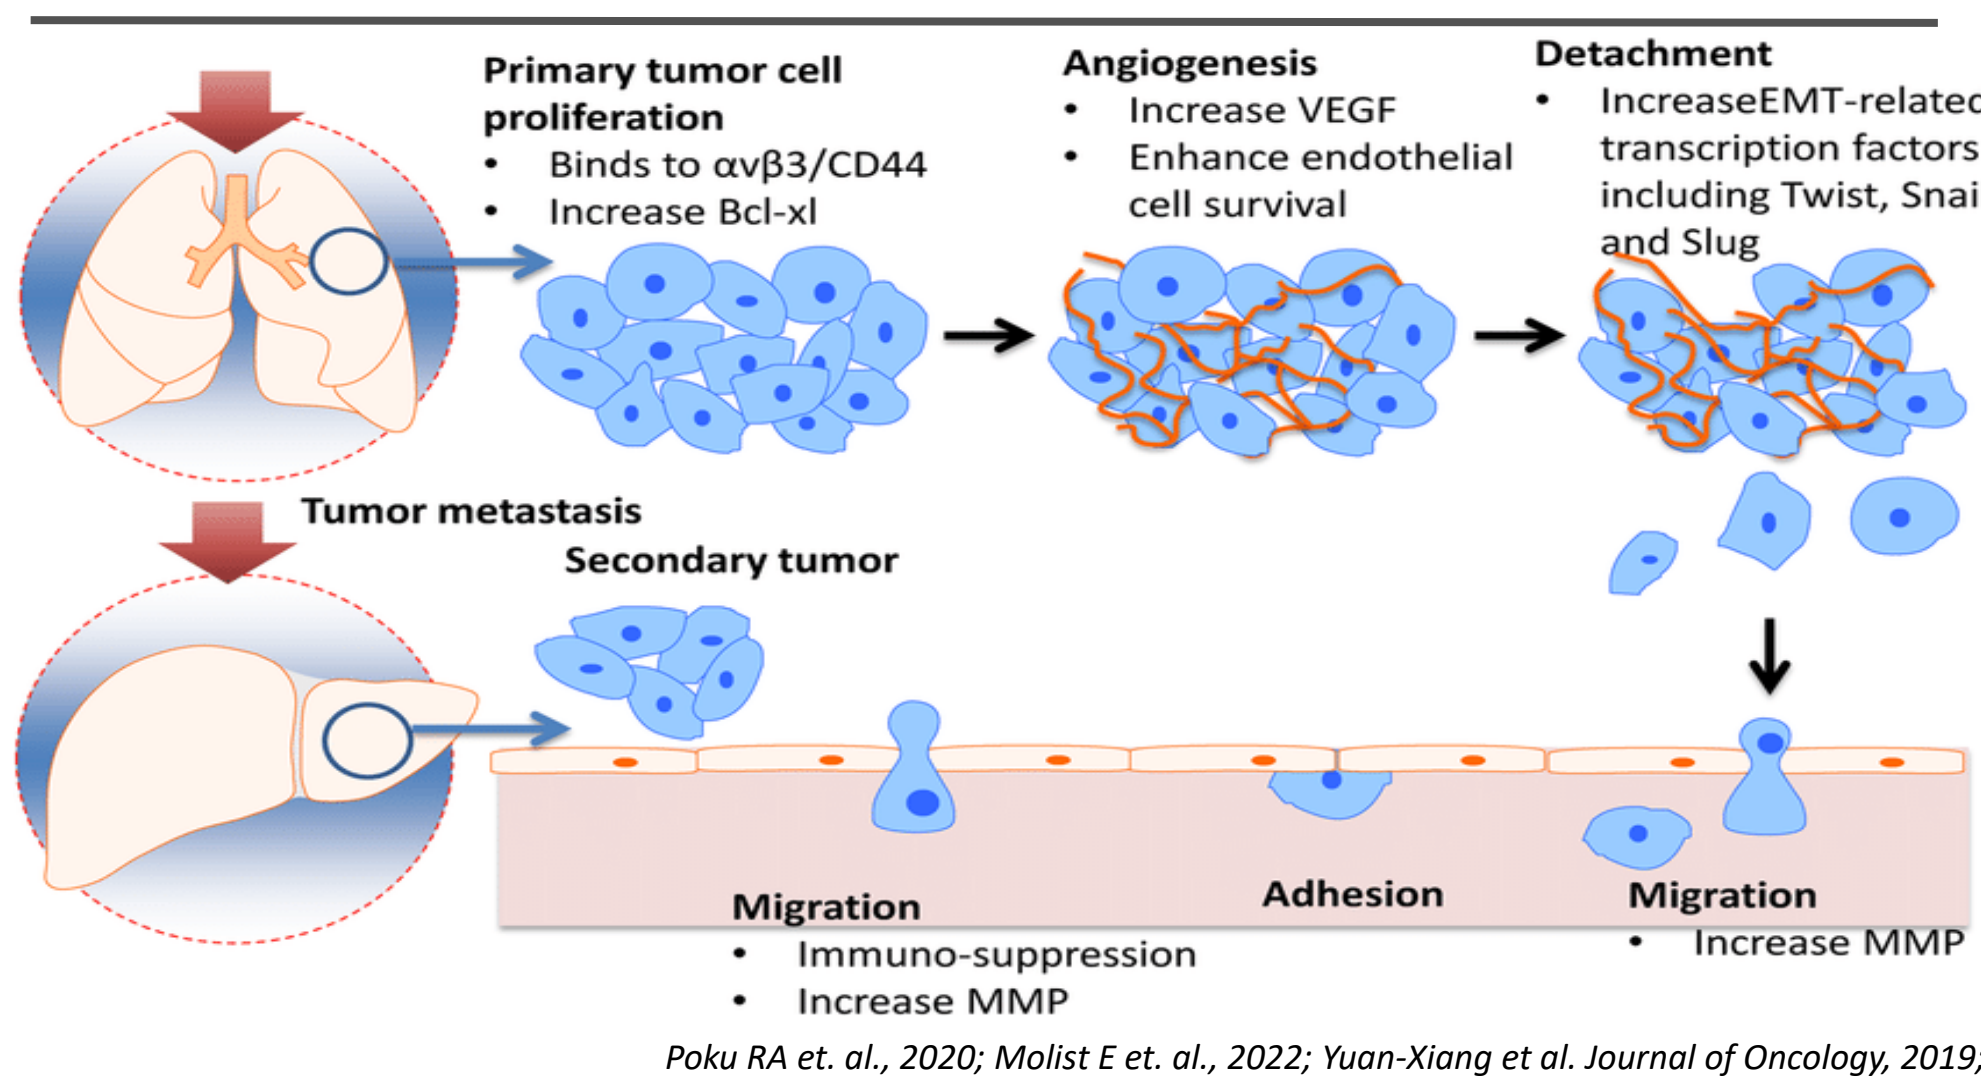 Primary tumor cell
proliferation
• Binds to αvβ3/CD44
• Increase Bcl-xl
Angiogenesis
• Increase VEGF
• Enhance endothelial
cell survival
Detachment
• IncreaseEMT-related
transcription factors
including Twist, Snai
and Slug
Tumor metastasis
Secondary tumor
Migration
• Immuno-suppression
• Increase MMP
Adhesion
Migration
• Increase MMP
Poku RA et. al., 2020; Molist E et. al., 2022; Yuan-Xiang et al. Journal of Oncology, 2019;